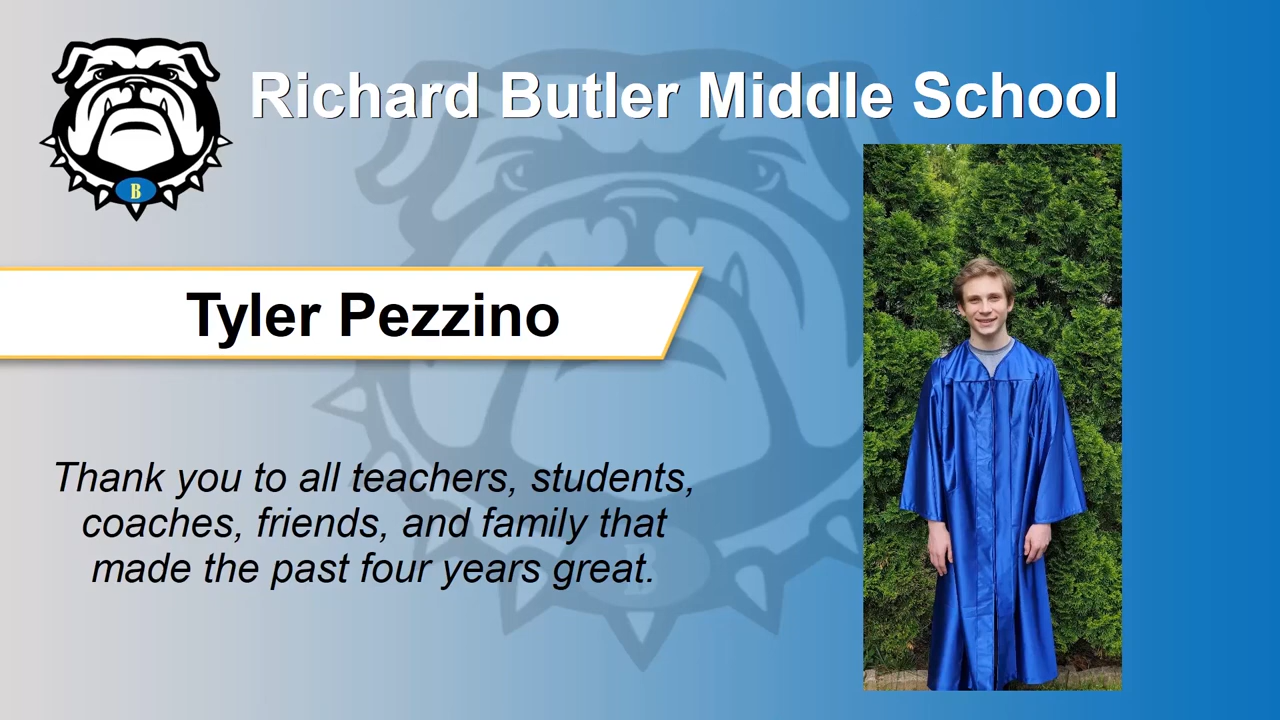 Richard Butler Middle School
B
Tyler Pezzino
Thank you to all teachers, students,
coaches, friends, and family that
made the past four years great.